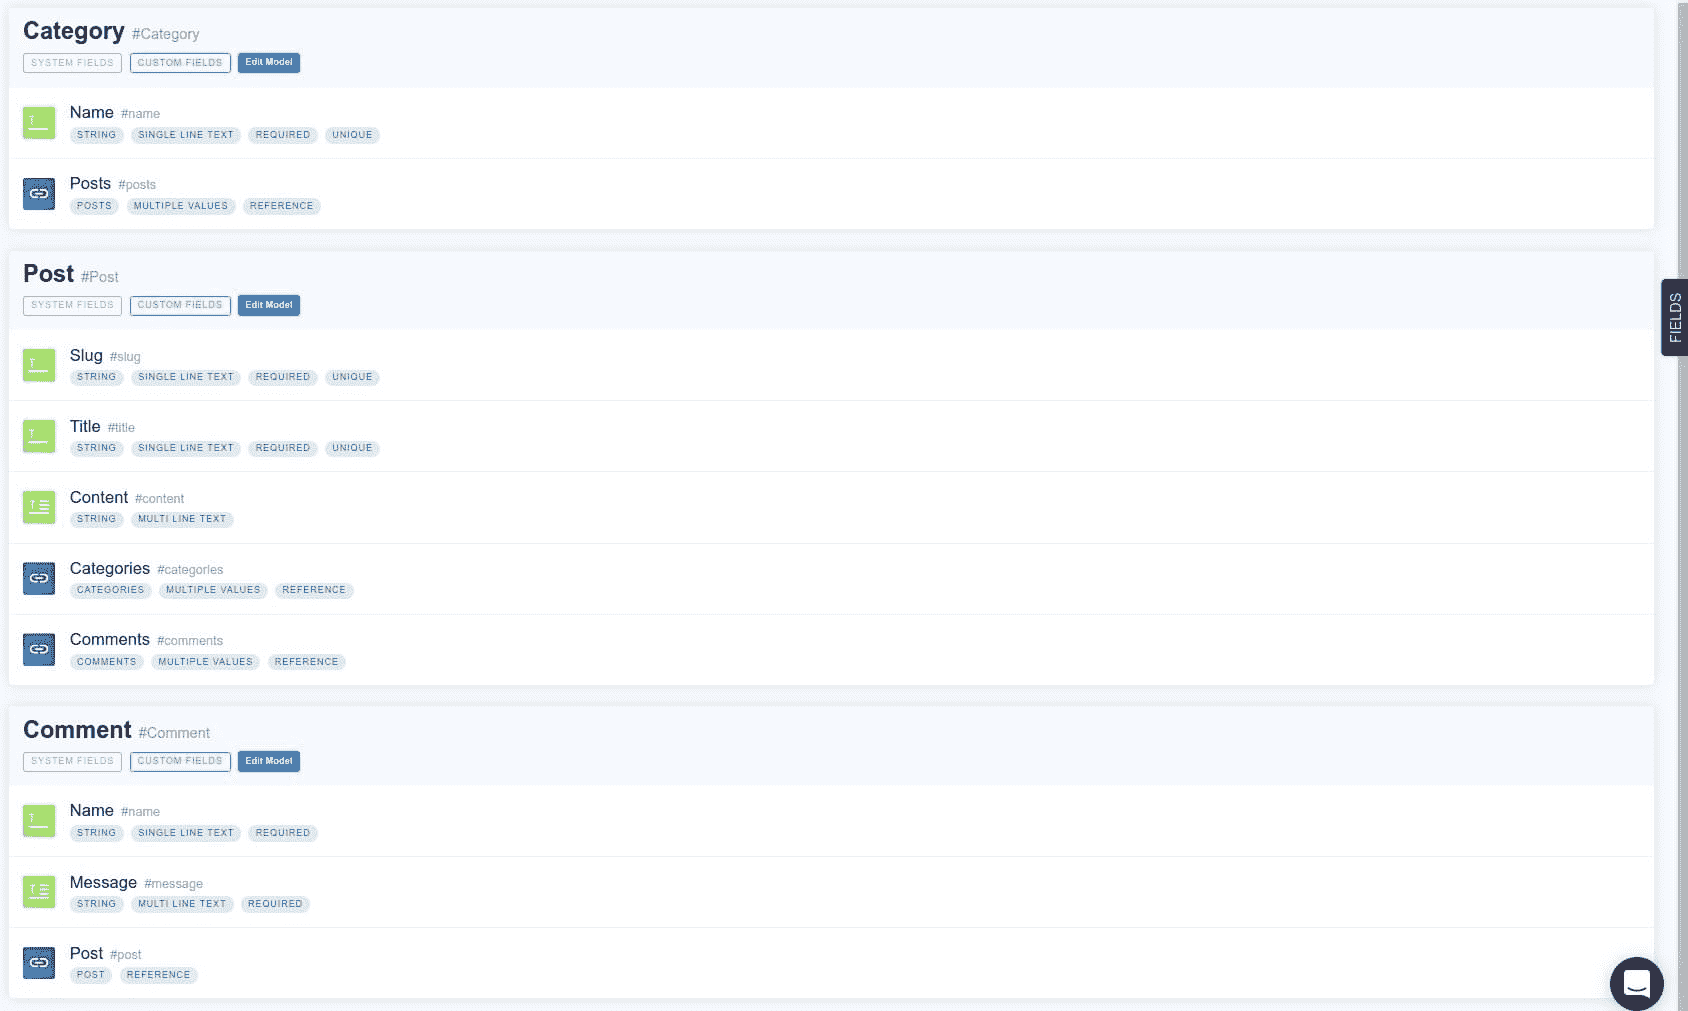 Category #Category
SYSTEM FIELDS CUSTOM FIELDS Edit Model
Name #name
STRING SINGLE LINE TEXT REQUIRED UNIQUE
Posts #posts
POSTS MULTIPLE VALUES REFERENCE
Post #Post
SYSTEM FIELDS CUSTOM FIELDS Edit Model
FIELDS
Slug #slug
STRING SINGLE LINE TEXT REQUIRED UNIQUE
Title #title
STRING SINGLE LINE TEXT REQUIRED UNIQUE
Content #content
STRING MULTI LINE TEXT
Categories #categories
CATEGORIES MULTIPLE VALUES REFERENCE
Comments #comments
COMMENTS MULTIPLE VALUES REFERENCE
Comment #Comment
SYSTEM FIELDS CUSTOM FIELDS Edit Model
Name #name
STRING SINGLE LINE TEXT REQUIRED
Message #message
STRING MULTI LINE TEXT REQUIRED
Post #post
POST REFERENCE